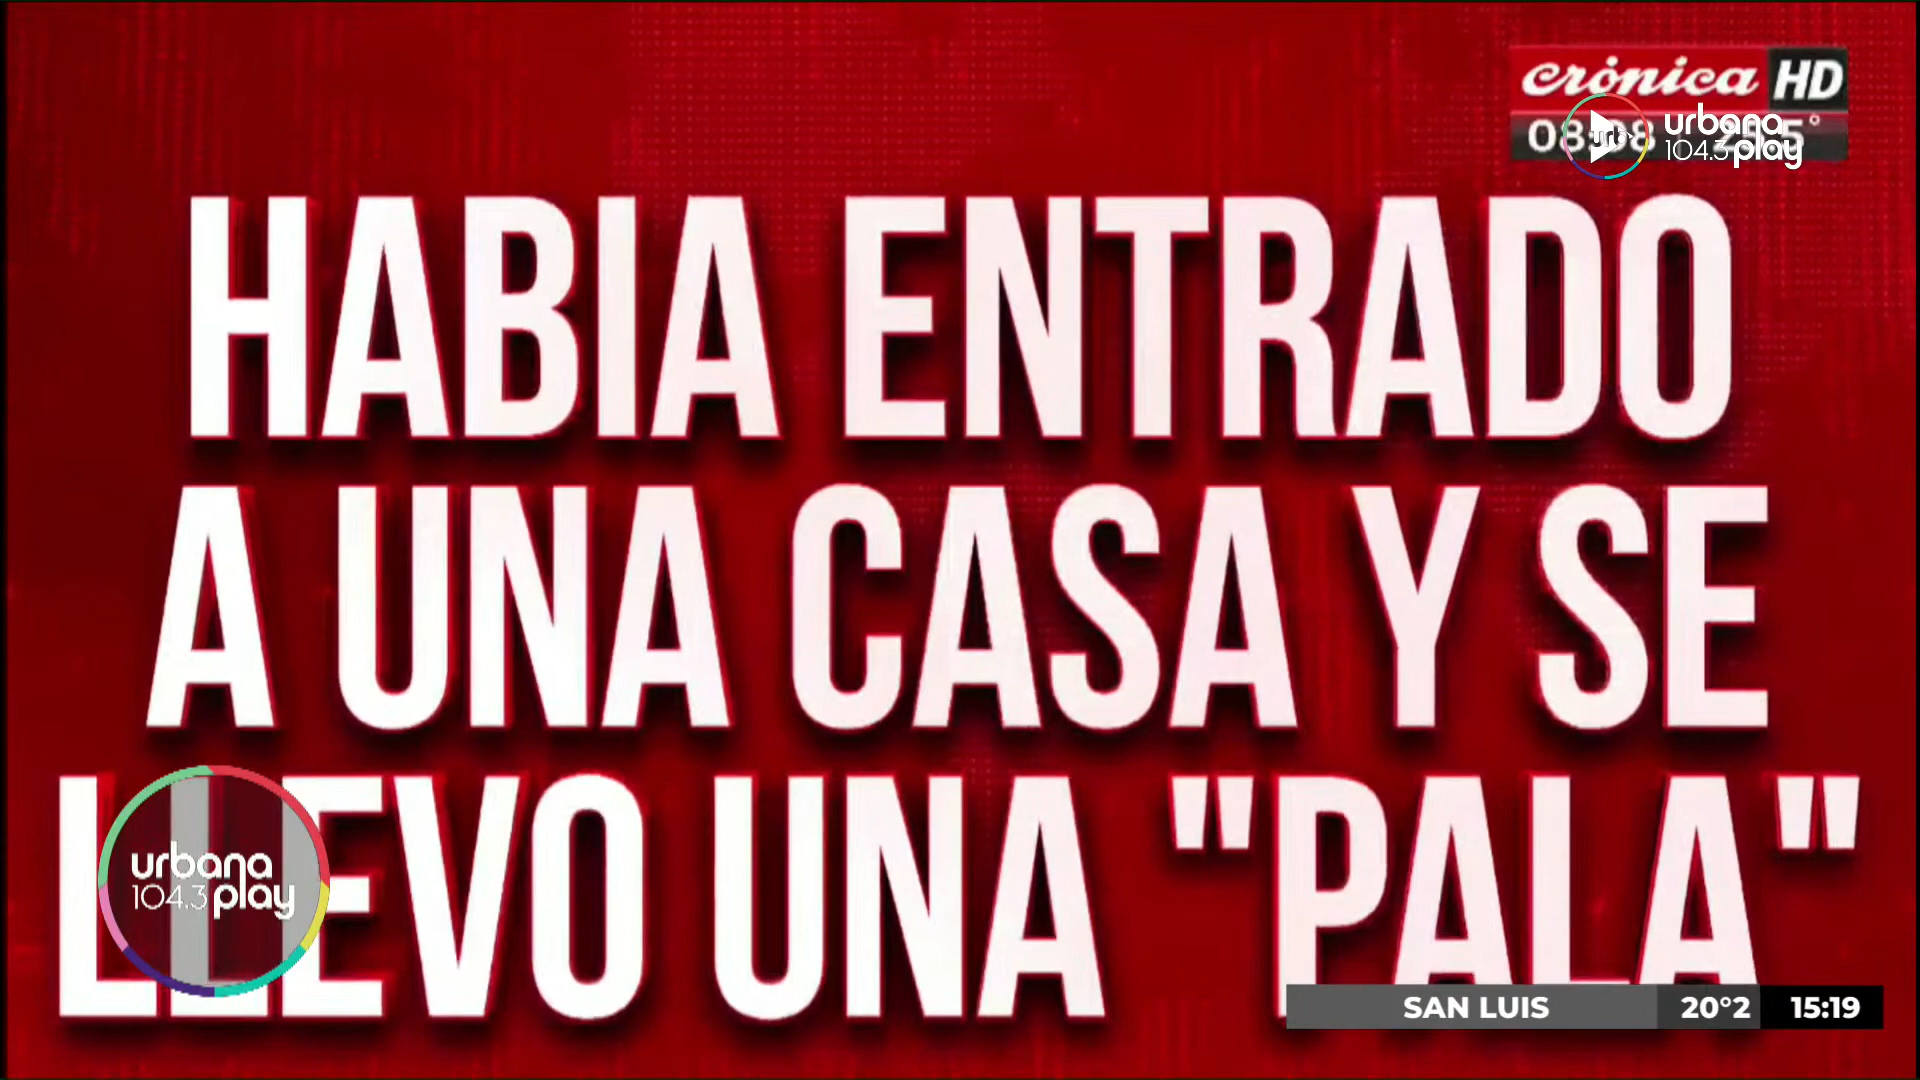 crónica HD
urbana
104.3 play
HABIA ENTRADO
A UNA CASA Y SE
LLEVO UNA "PALA"
urbana
104.3 play
SAN LUIS 20°2 15:19